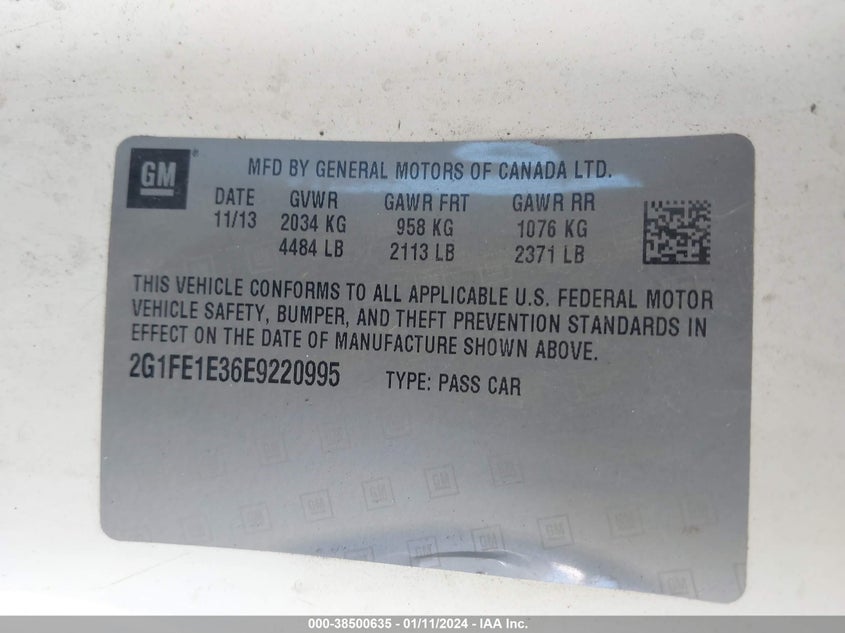 GM® MFD BY GENERAL MOTORS OF CANADA LTD.
DATE GVWR GAWR FRT GAWR RR
11/13 2034 KG 958 KG 1076 KG
4484 LB 2113 LB 2371 LB
THIS VEHICLE CONFORMS TO ALL APPLICABLE U.S. FEDERAL MOTOR
VEHICLE SAFETY, BUMPER, AND THEFT PREVENTION STANDARDS IN
EFFECT ON THE DATE OF MANUFACTURE SHOWN ABOVE.
2G1FE1E36E9220995 TYPE: PASS CAR
000-38500635 - 01/11/2024 - IAA Inc.